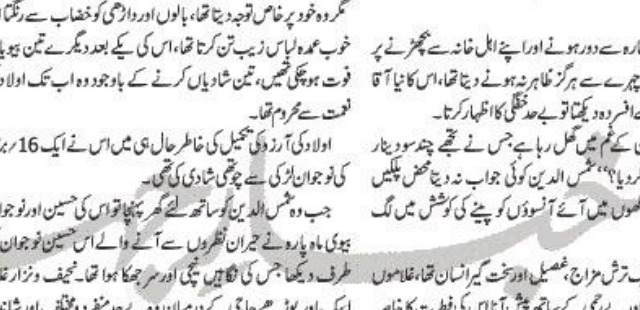 مگر وہ خود پر خاص توجہ دیتا تھا، بالوں اور داڑھی کو خضاب سے رنگتا
خوب عمدہ لباس زیب تن کرتا تھا، اس کی یکے بعد دیگرے تین بیویاں
فوت ہو چکی تھیں، تین شادیاں کرنے کے باوجود وہ اب تک اولاد
نعمت سے محروم تھا۔
اولاد کی آرزو کی تکمیل کی خاطر حال ہی میں اس نے ایک 16
کی نوجوان لڑکی سے چوتھی شادی کی تھی۔
جب وہ شمس الدین کو ساتھ لئے گھر پہنچا تو اس کی حسین اور نوجوان
بیوی ماہ پارہ نے حیران نظروں سے آنے والے اس حسین نوجوان
طرف دیکھا جس کی نگاہیں نیچی اور سر جھکا ہوا تھا۔ نحیف و نزار
پارہ سے دور ہونے اور اپنے اہل خانہ سے بچھڑنے پر
چہرے سے ہرگز ظاہر نہ ہونے دیتا تھا، اس کا نیا آقا
افسردہ دیکھتا تو بے حد خفگی کا اظہار کرتا۔
کے غم میں گھل رہا ہے جس نے تجھے چند سو دینار
کردیا؟‘‘ شمس الدین کوئی جواب نہ دیتا محض پلکیں
میں آئے آنسوؤں کو پینے کی کوشش میں لگ
ترش مزاج، غصیل اور سخت گیر انسان تھا، غلاموں